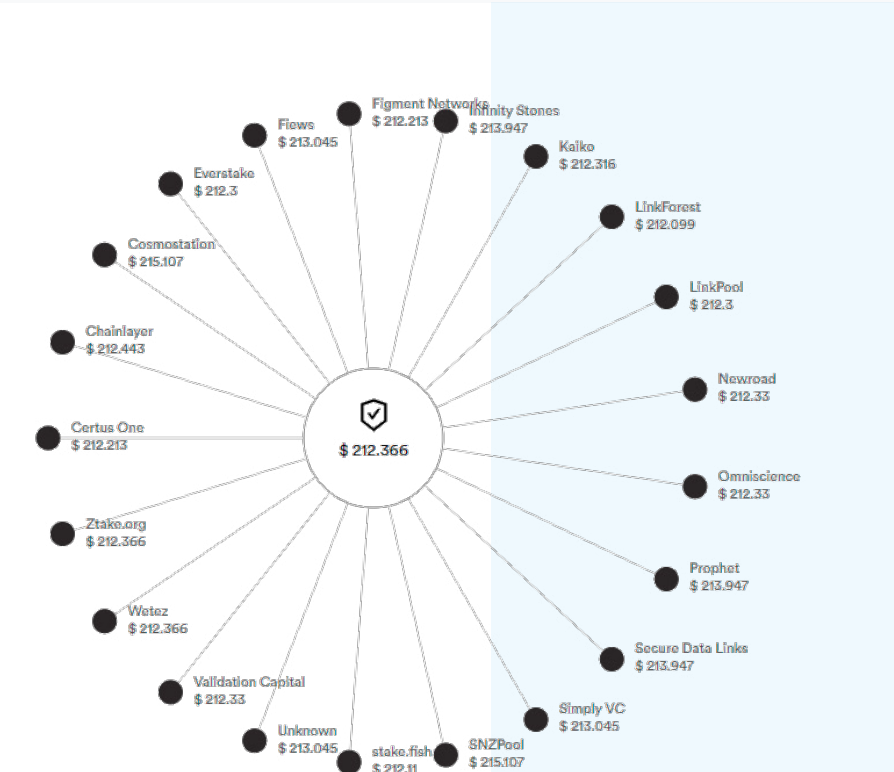 Figment Networks
$ 212.213
Infinity Stones
$ 213.947
Fiews
$ 213.045
Kaiko
$ 212.316
Everstake
$ 212.3
LinkForest
$ 212.099
Cosmostation
$ 215.107
LinkPool
$ 212.3
Chainlayer
$ 212.443
Newroad
$ 212.33
Certus One
$ 212.213
$ 212.366
Omniscience
$ 212.33
Ztake.org
$ 212.366
Prophet
$ 213.947
Wetez
$ 212.366
Secure Data Links
$ 213.947
Validation Capital
$ 212.33
Simply VC
$ 213.045
Unknown
$ 213.045
stake.fish
$ 212.11
SNZPool
$ 215.107